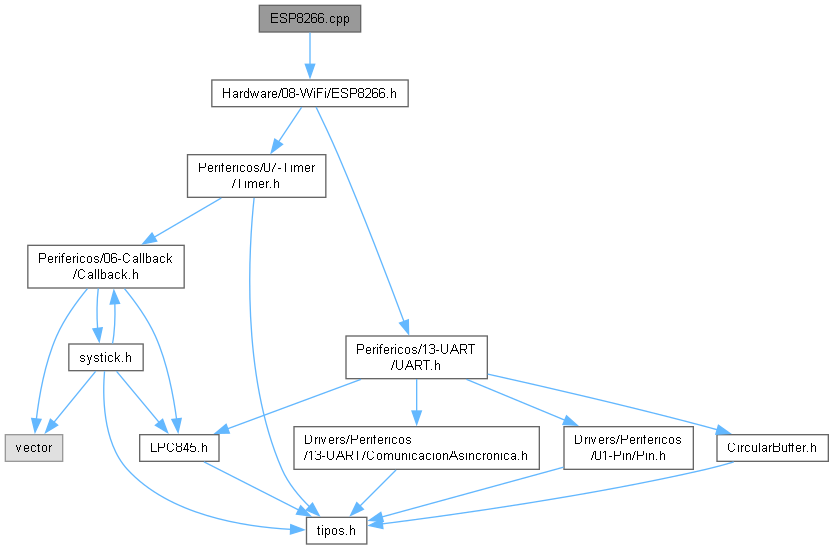 ESP8266.cpp
Hardware/08-WiFi/ESP8266.h
Perifericos/07-Timer
/Timer.h
Perifericos/06-Callback
/Callback.h
systick.h
Perifericos/13-UART
/UART.h
vector
LPC845.h
Drivers/Perifericos
/13-UART/ComunicacionAsincronica.h
Drivers/Perifericos
/01-Pin/Pin.h
CircularBuffer.h
tipos.h